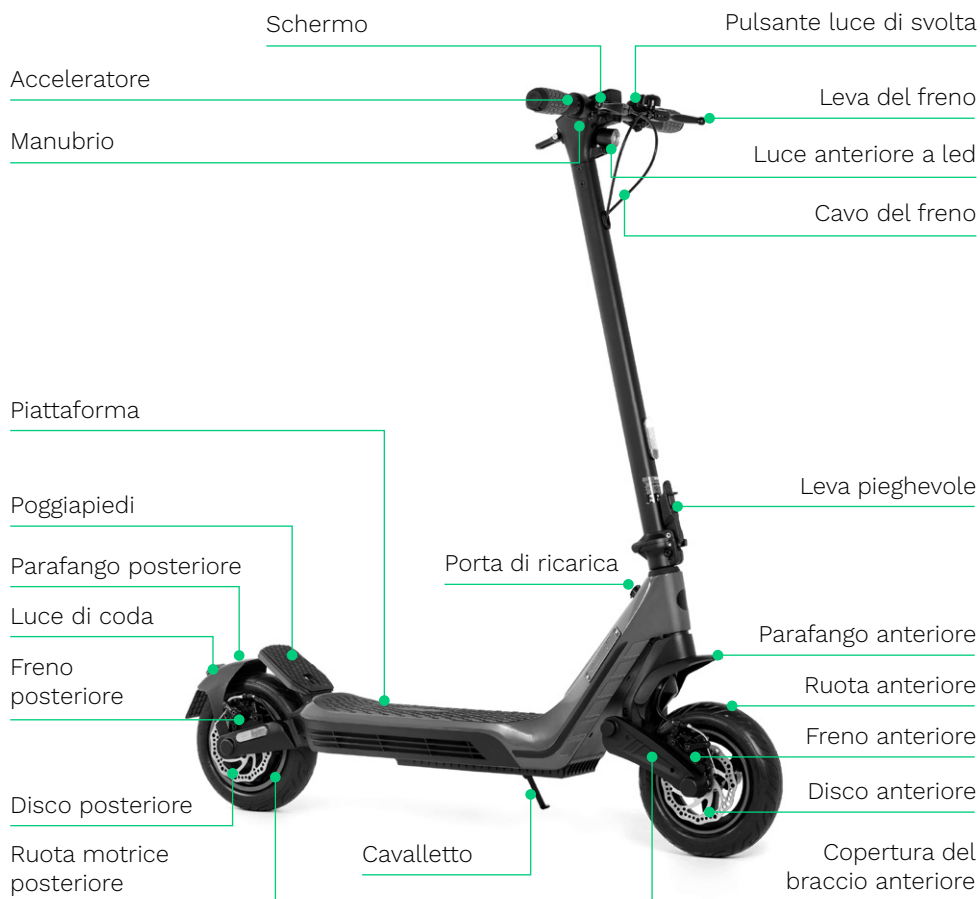 Schermo
Pulsante luce di svolta
Acceleratore
Leva del freno
Manubrio
Luce anteriore a led
Cavo del freno
Piattaforma
Leva pieghevole
Poggiapiedi
Porta di ricarica
Parafango posteriore
Luce di coda
Parafango anteriore
Freno
posteriore
Ruota anteriore
Freno anteriore
Disco anteriore
Disco posteriore
Ruota motrice
posteriore
Cavalletto
Copertura del
braccio anteriore